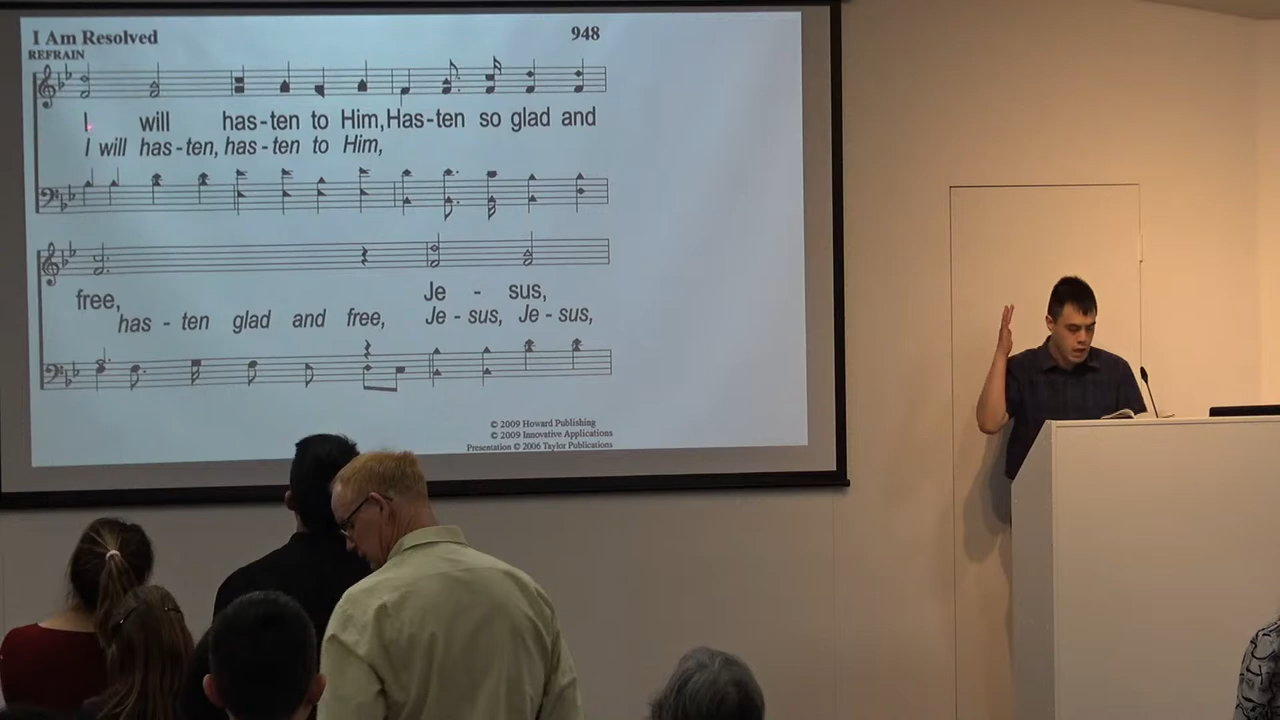 I Am Resolved
948
REFRAIN
I will has-ten to Him, Has-ten so glad and
I will has-ten, has-ten to Him,
free, Je - sus,
has - ten glad and free, Je - sus, Je - sus,
© 2009 Howard Publishing
© 2009 Innovative Applications
Presentation © 2006 Taylor Publications